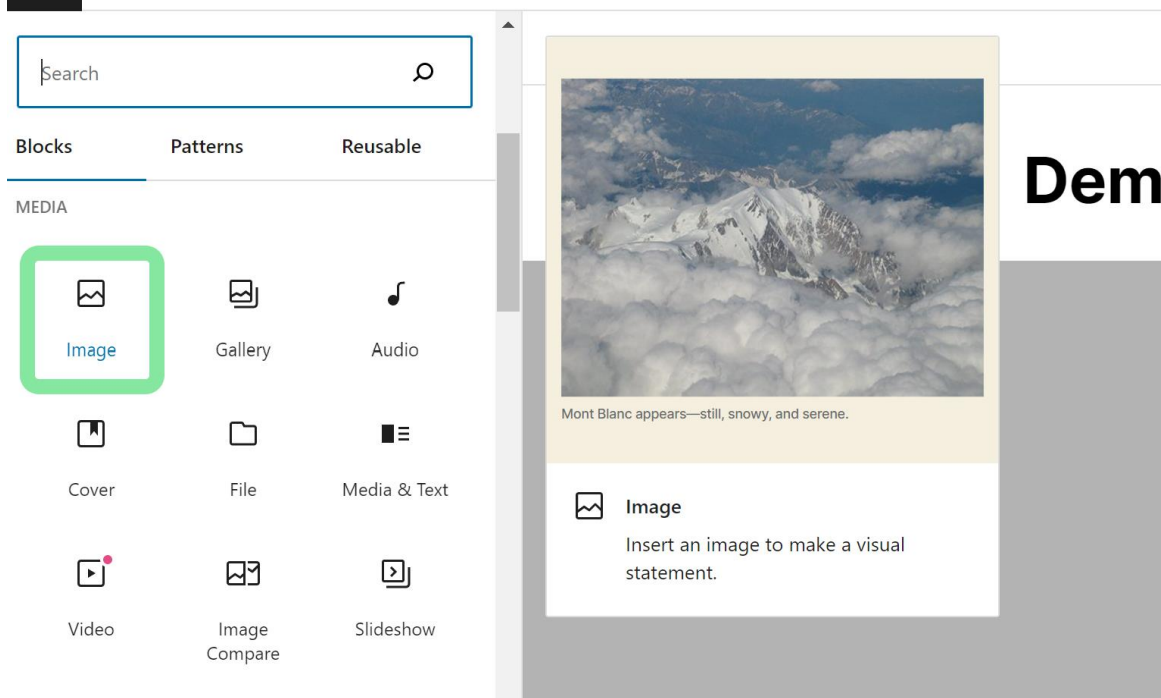 Search
Blocks Patterns Reusable
MEDIA
Image Gallery Audio
Cover File Media & Text
Video Image Compare Slideshow
Mont Blanc appears—still, snowy, and serene.
Image
Insert an image to make a visual
statement.
Dem